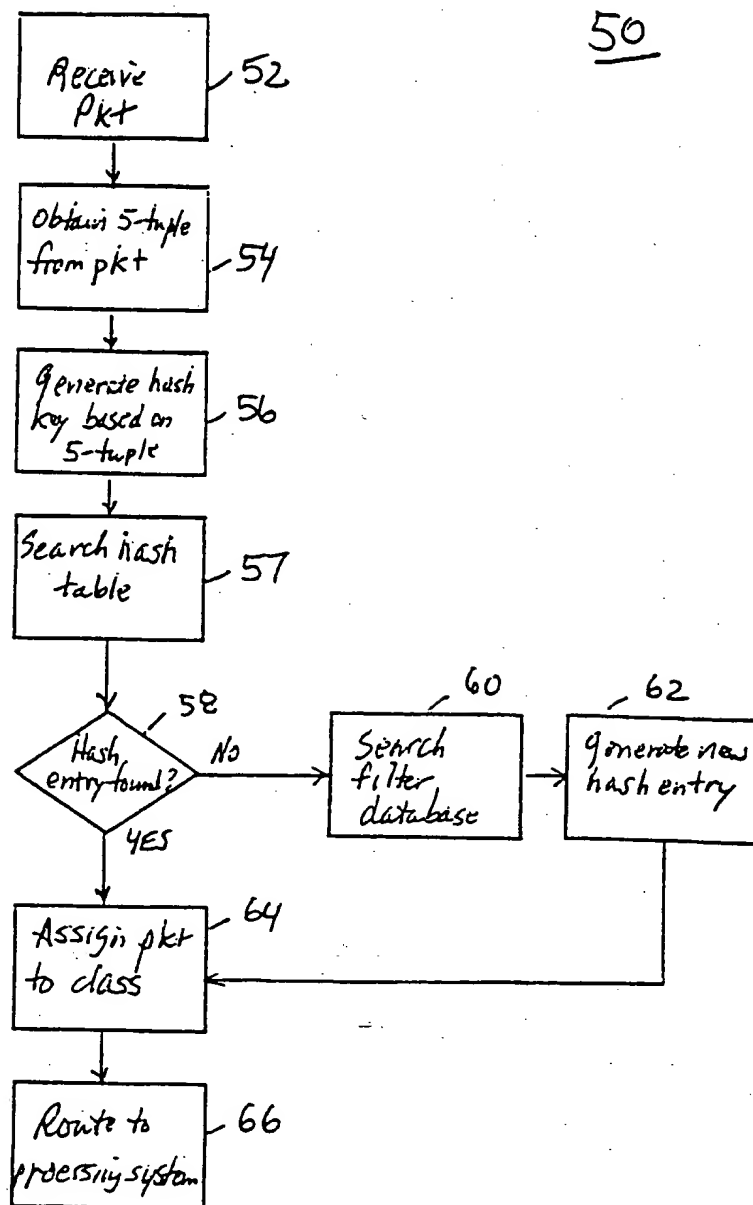 50
Receive
Pkt
52
Obtain 5-tuple
from pkt
54
generate hash
key based on
5-tuple
56
Search hash
table
57
58
Hash
entry found?
NO
YES
60
Search
filter
database
62
generate new
hash entry
64
Assign pkt
to class
Route to
processing system
66